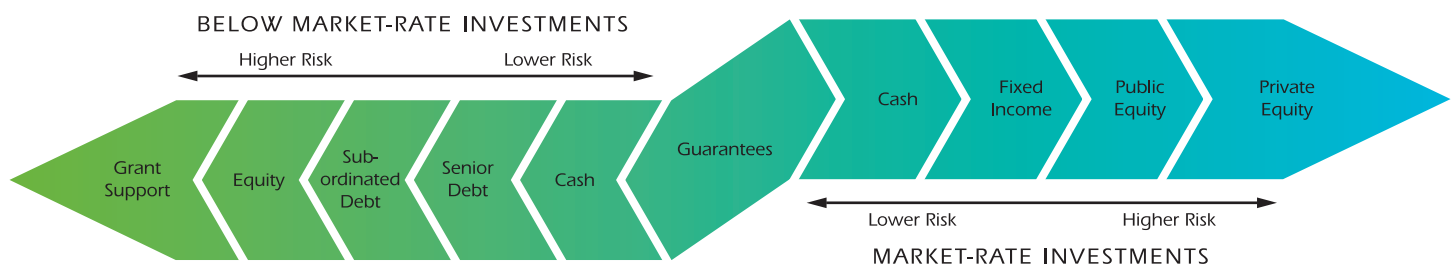 BELOW MARKET-RATE INVESTMENTS
Higher Risk
Lower Risk
Grant
Support
Equity
Sub-
ordinated
Debt
Senior
Debt
Cash
Guarantees
Cash
Fixed
Income
Public
Equity
Private
Equity
Lower Risk
Higher Risk
MARKET-RATE INVESTMENTS